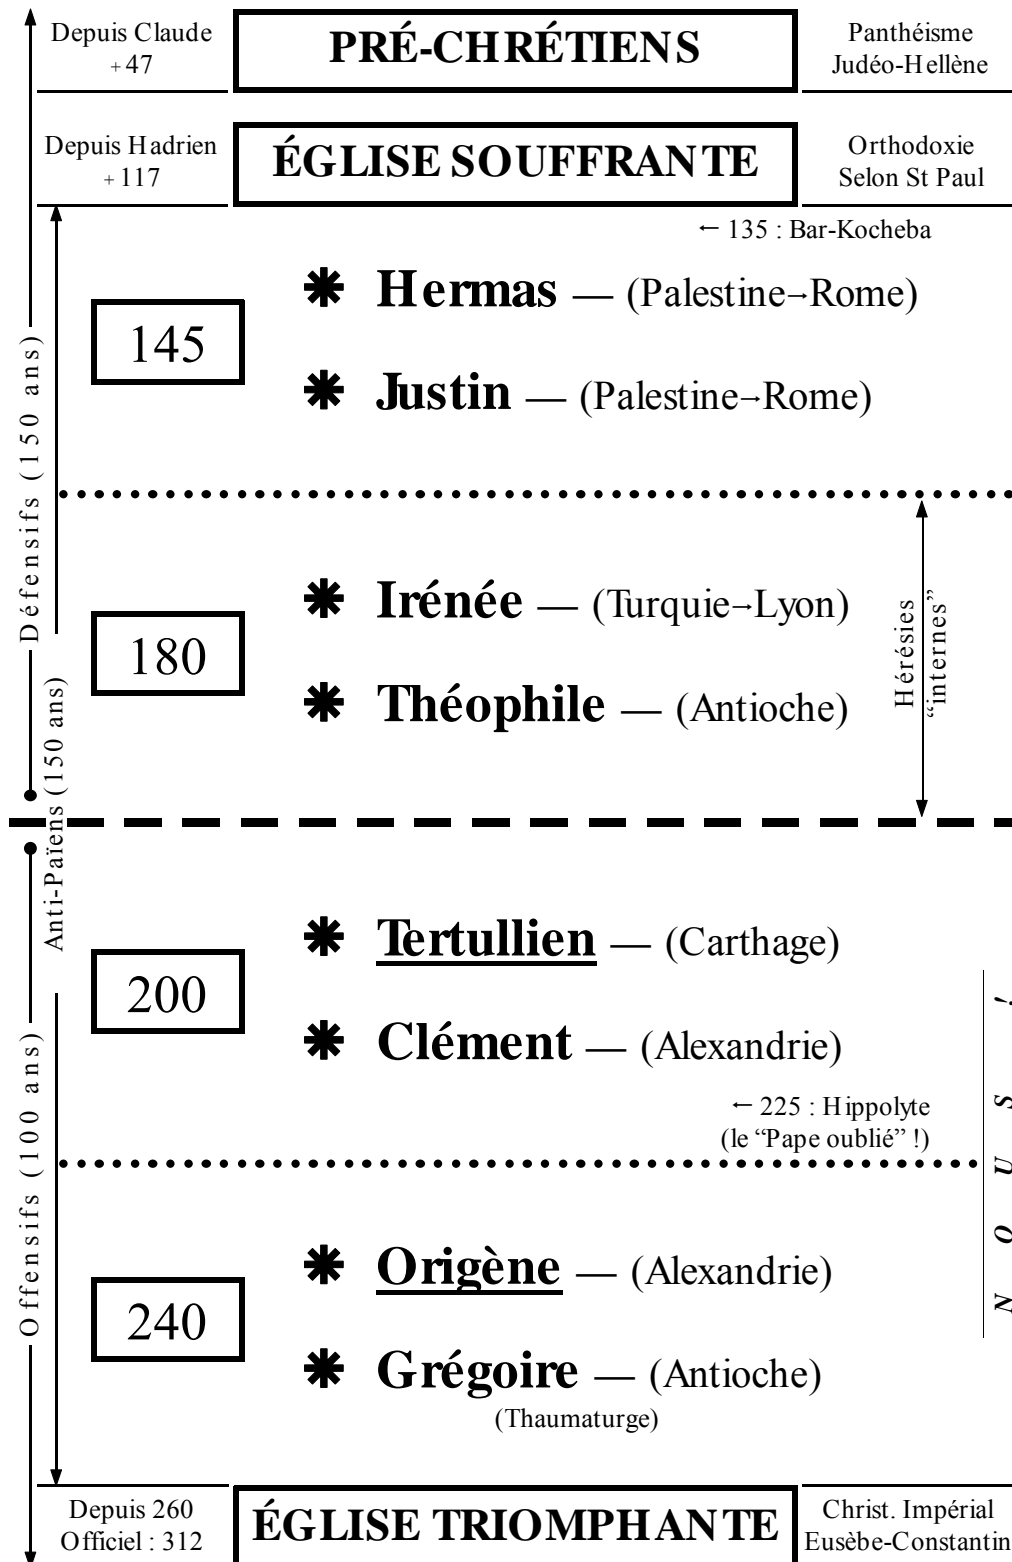 Depuis Claude
+ 47
PRÉ-CHRÉTIENS
Panthéisme
Judéo-Hellène
Depuis Hadrien
+ 117
ÉGLISE SOUFFRANTE
Orthodoxie
Selon St Paul
← 135 : Bar-Kocheba
145
✱ Hermas — (Palestine→Rome)
✱ Justin — (Palestine→Rome)
Défensifs (150 ans)
180
✱ Irénée — (Turquie→Lyon)
✱ Théophile — (Antioche)
Hérésies
“internes”
Anti-Païens (150 ans)
200
✱ Tertullien — (Carthage)
✱ Clément — (Alexandrie)
← 225 : Hippolyte
(le “Pape oublié” !)
Offensifs (100 ans)
NOUS !
240
✱ Origène — (Alexandrie)
✱ Grégoire — (Antioche)
(Thaumaturge)
Depuis 260
Officiel : 312
ÉGLISE TRIOMPHANTE
Christ. Impérial
Eusèbe-Constantin